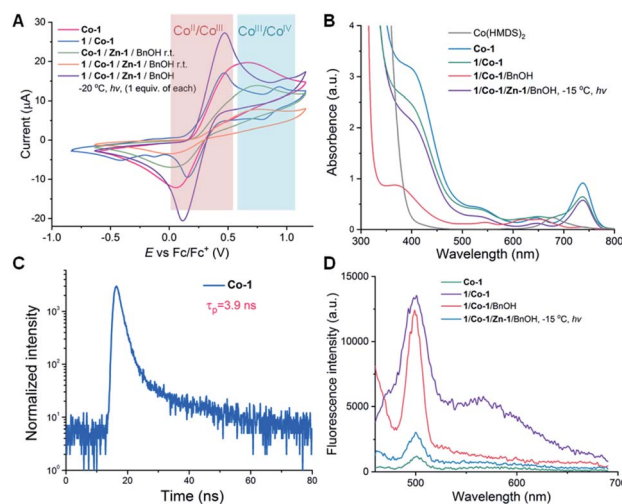 A
Co-1
1 / Co-1
Co-1 / Zn-1 / BnOH r.t.
1 / Co-1 / Zn-1 / BnOH r.t.
1 / Co-1 / Zn-1 / BnOH
-20 °C, hv, (1 equiv. of each)
Coᴵᴵ/Coᴵᴵᴵ
Coᴵᴵᴵ/Coᴵⱽ
Current (μA)
30
20
10
0
-10
-20
-1.0
-0.5
0.0
0.5
1.0
E vs Fc/Fc⁺ (V)
B
Co(HMDS)₂
Co-1
1/Co-1
1/Co-1/BnOH
1/Co-1/Zn-1/BnOH, -15 °C, hv
Absorbance (a.u.)
5
4
3
2
1
0
300
400
500
600
700
800
Wavelength (nm)
C
Co-1
τp=3.9 ns
Normalized intensity
10³
10²
10¹
10⁰
0
20
40
60
80
Time (ns)
D
Co-1
1/Co-1
1/Co-1/BnOH
1/Co-1/Zn-1/BnOH, -15 °C, hv
Fluorescence intensity (a.u.)
15000
10000
5000
0
500
600
700
Wavelength (nm)